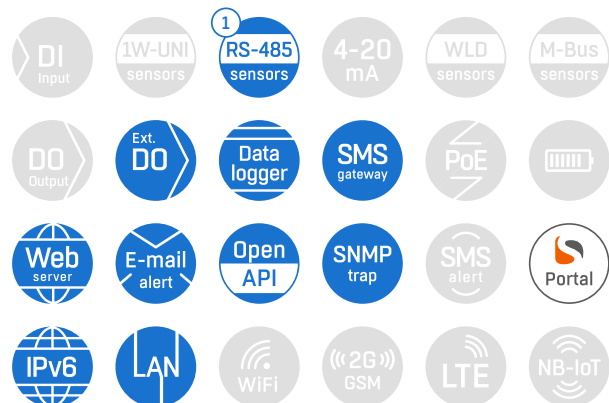 DI
Input
1W-UNI
sensors
1
RS-485
sensors
4-20
mA
WLD
sensors
M-Bus
sensors
DO
Output
Ext.
DO
Data
logger
SMS
gateway
PoE
Web
server
E-mail
alert
Open
API
SNMP
trap
SMS
alert
Portal
IPv6
LAN
WiFi
2G
GSM
LTE
NB-IoT